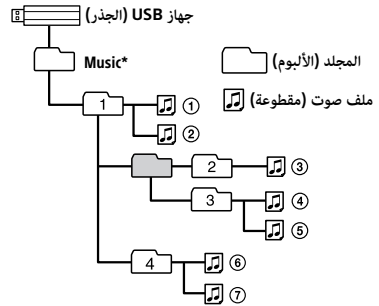 جهاز USB (الجذر)
Music*
المجلد (الألبوم)
ملف صوت (مقطوعة)
1
①
②
2
③
3
④
⑤
4
⑥
⑦